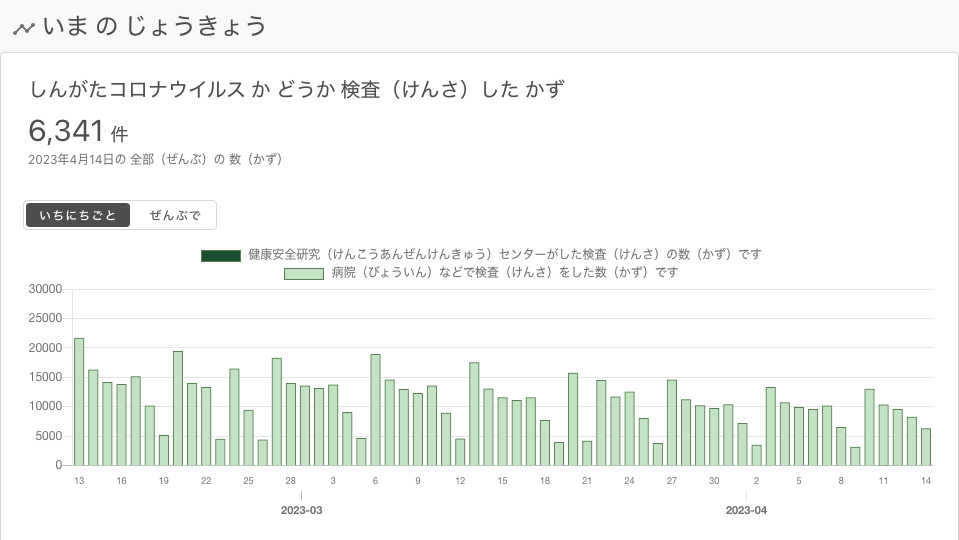 いま の じょうきょう
しんがたコロナウイルス か どうか 検査（けんさ）した かず
6,341 件
2023年4月14日の 全部（ぜんぶ）の 数（かず）
いちにちごと ぜんぶで
健康安全研究（けんこうあんぜんけんきゅう）センターがした検査（けんさ）の数（かず）です
病院（びょういん）などで検査（けんさ）をした数（かず）です
30000
25000
20000
15000
10000
5000
0
13 16 19 22 25 28 3 6 9 12 15 18 21 24 27 30 2 5 8 11 14
2023-03 2023-04